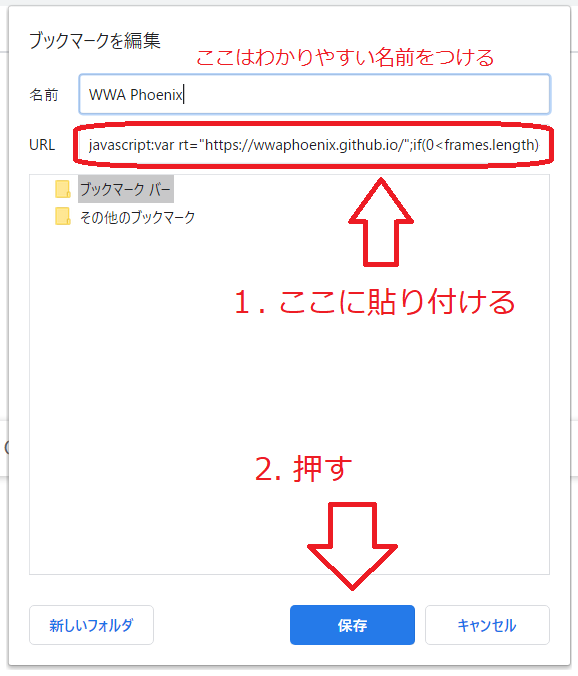 ブックマークを編集
ここはわかりやすい名前をつける
名前 WWA Phoenix
URL javascript:var rt="https://wwaphoenix.github.io/";if(0<frames.length)
ブックマーク バー
その他のブックマーク
１. ここに貼り付ける
2. 押す
新しいフォルダ 保存 キャンセル